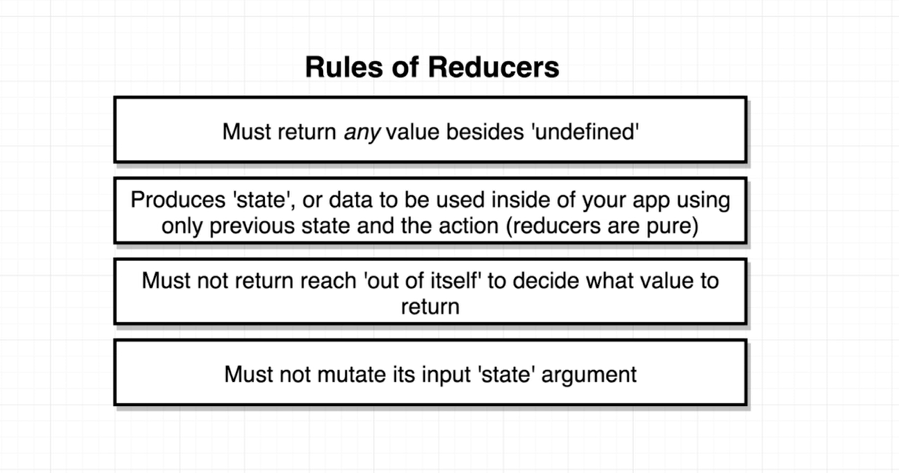 Rules of Reducers
Must return any value besides 'undefined'
Produces 'state', or data to be used inside of your app using
only previous state and the action (reducers are pure)
Must not return reach 'out of itself' to decide what value to
return
Must not mutate its input 'state' argument